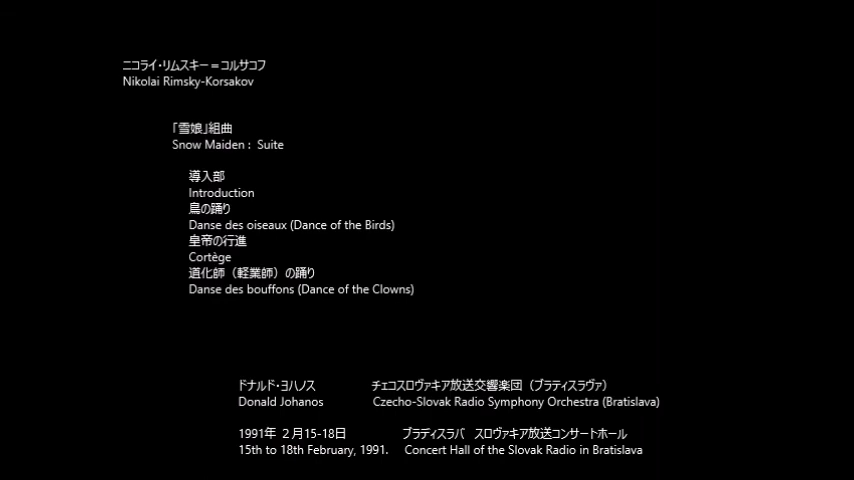 ニコライ・リムスキー＝コルサコフ
Nikolai Rimsky-Korsakov
「雪娘」組曲
Snow Maiden : Suite
導入部
Introduction
鳥の踊り
Danse des oiseaux (Dance of the Birds)
皇帝の行進
Cortège
道化師（軽業師）の踊り
Danse des bouffons (Dance of the Clowns)
ドナルド・ヨハノス チェコスロヴァキア放送交響楽団（ブラティスラヴァ）
Donald Johanos Czecho-Slovak Radio Symphony Orchestra (Bratislava)
1991年 ２月15-18日 ブラディスラバ スロヴァキア放送コンサートホール
15th to 18th February, 1991. Concert Hall of the Slovak Radio in Bratislava